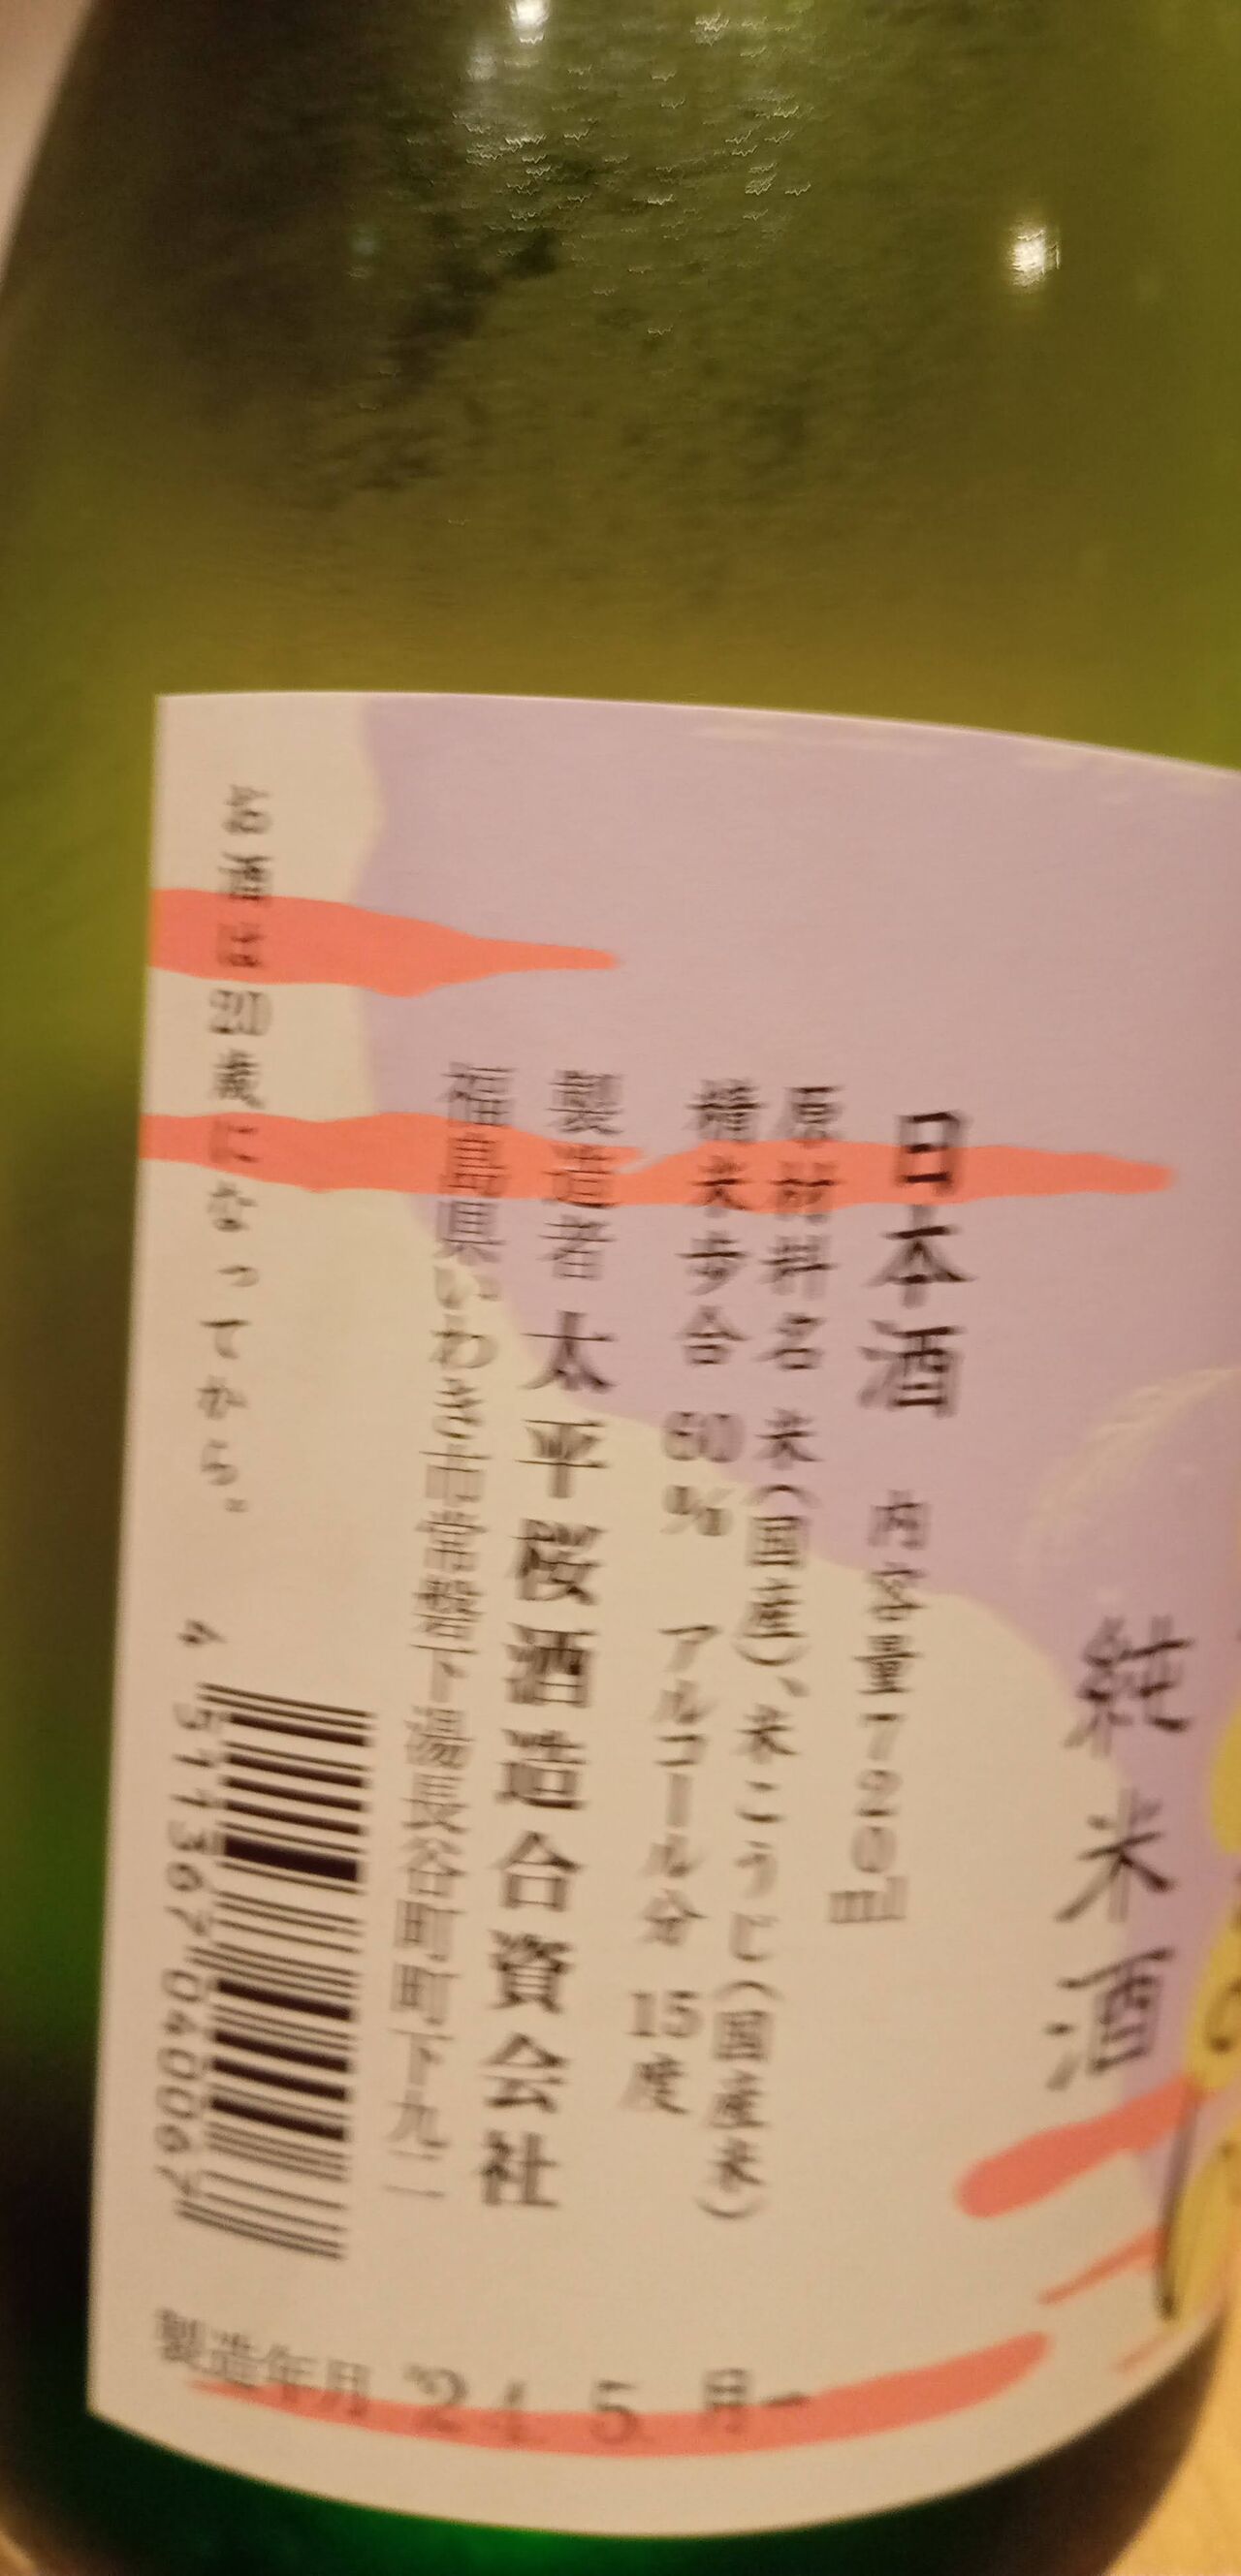 純米酒
日本酒 内容量720ml
原材料名 米(国産)、米こうじ(国産米)
精米歩合 60% アルコール分 15度
製造者 太平桜酒造合資会社
福島県いわき市常磐下湯長谷町町下九二
お酒は20歳になってから。
4 511367 040067
製造年月 '24 5 月